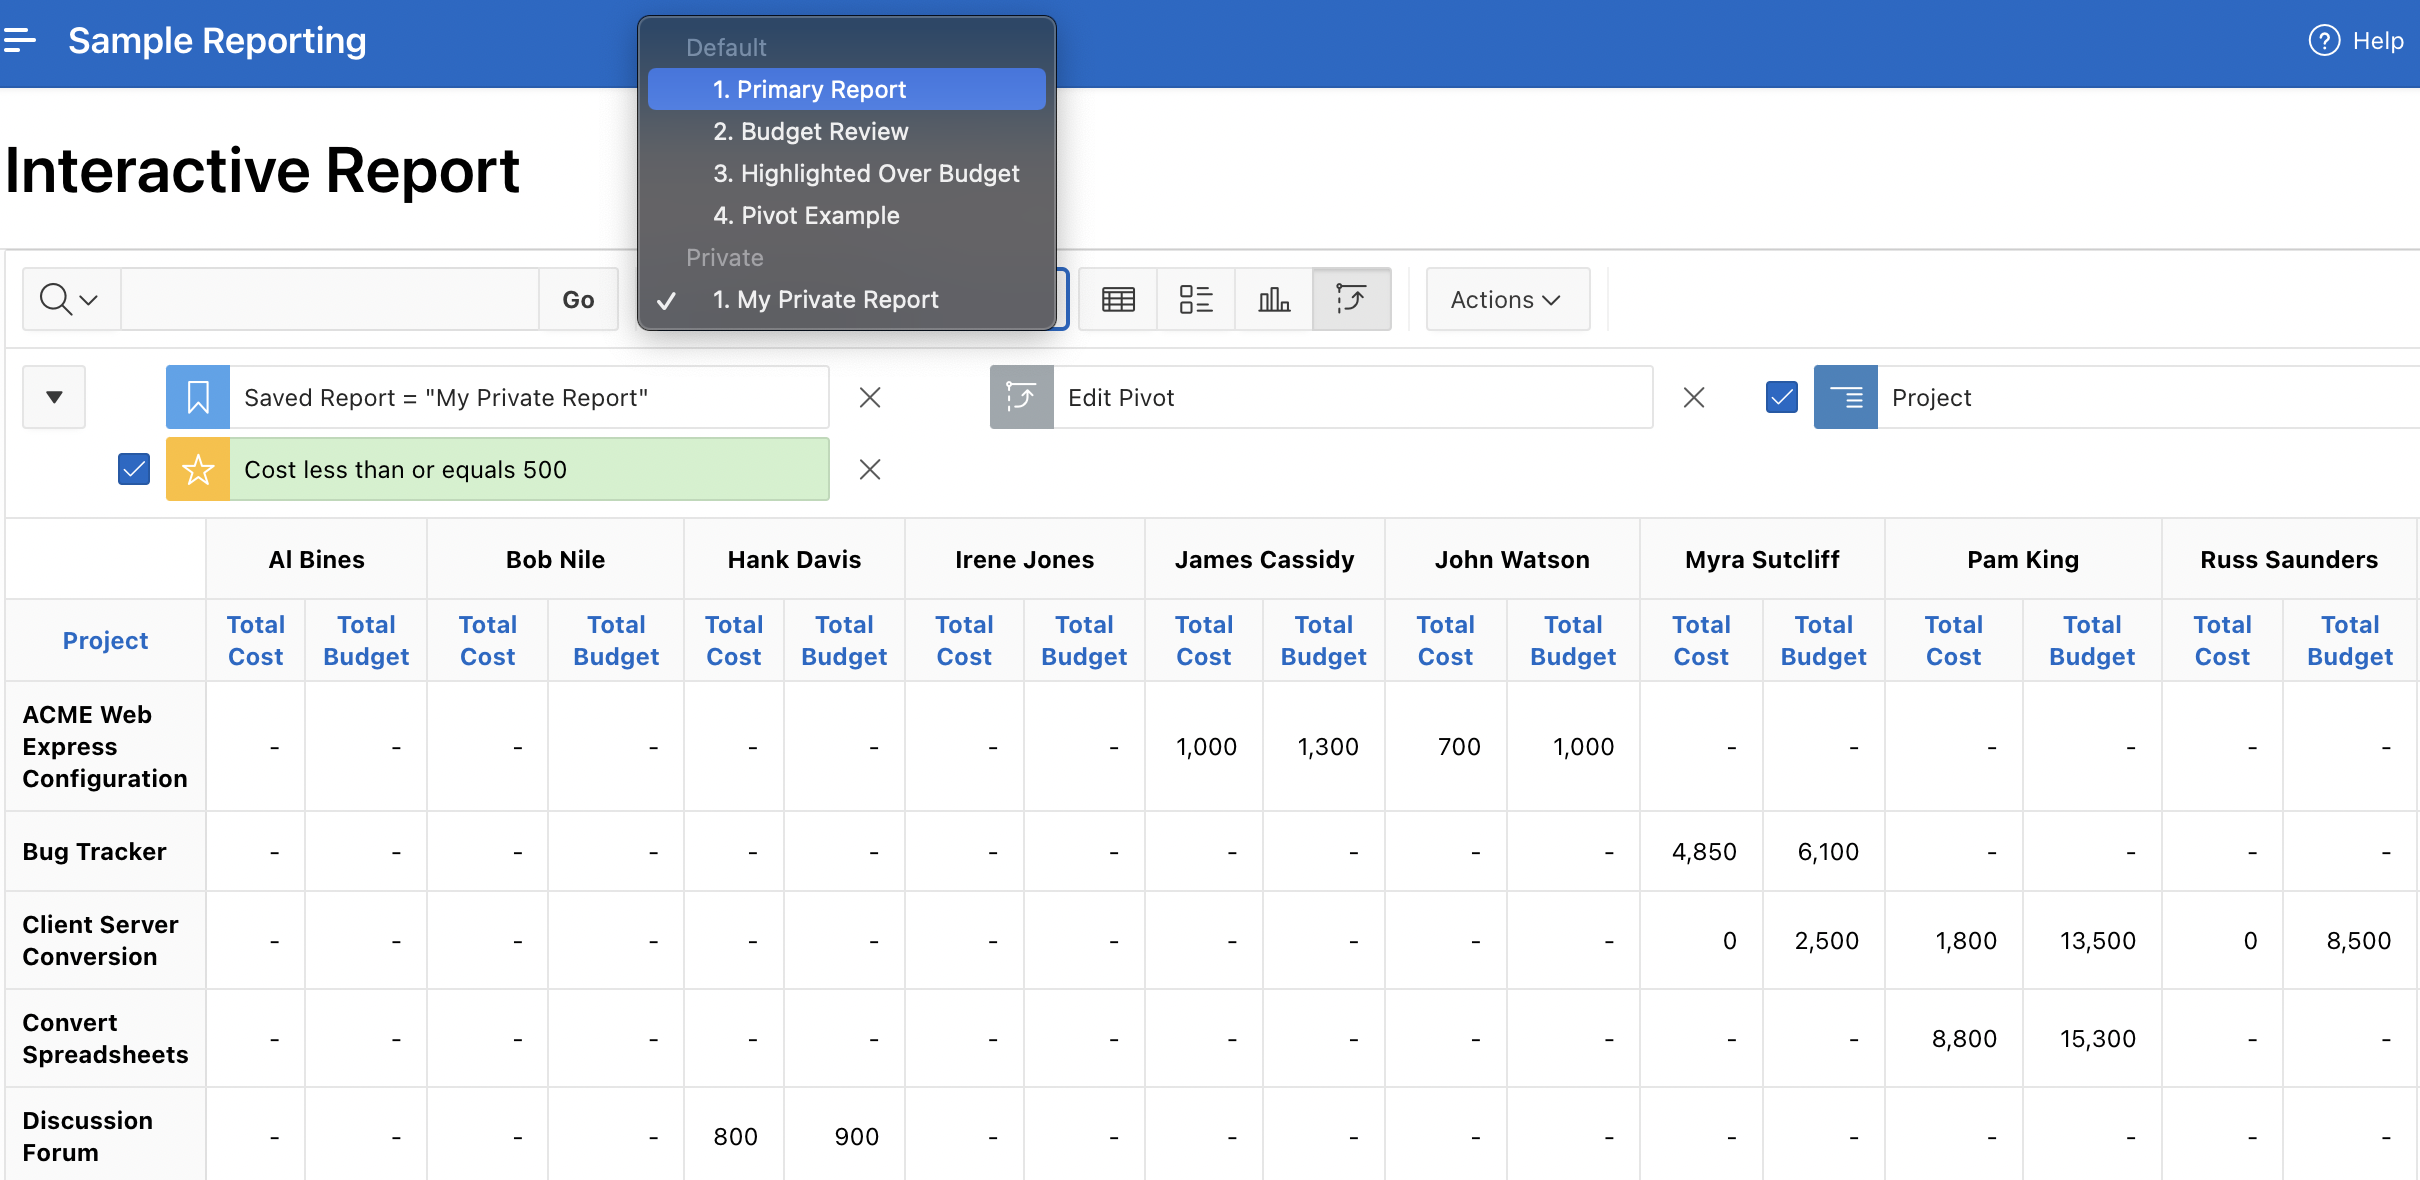 Sample Reporting
? Help
Default
1. Primary Report
2. Budget Review
3. Highlighted Over Budget
4. Pivot Example
Private
✓ 1. My Private Report
Interactive Report
Go
Actions
Saved Report = "My Private Report"
Edit Pivot
Project
Cost less than or equals 500
Al Bines Bob Nile Hank Davis Irene Jones James Cassidy John Watson Myra Sutcliff Pam King Russ Saunders
Project Total Cost Total Budget Total Cost Total Budget Total Cost Total Budget Total Cost Total Budget Total Cost Total Budget Total Cost Total Budget Total Cost Total Budget Total Cost Total Budget Total Cost Total Budget
ACME Web Express Configuration - - - - - - - - 1,000 1,300 700 1,000 - - - - - -
Bug Tracker - - - - - - - - - - - - 4,850 6,100 - - - -
Client Server Conversion - - - - - - - - - - - - 0 2,500 1,800 13,500 0 8,500
Convert Spreadsheets - - - - - - - - - - - - - - 8,800 15,300 - -
Discussion Forum - - - - 800 900 - - - - - - - - - - - -